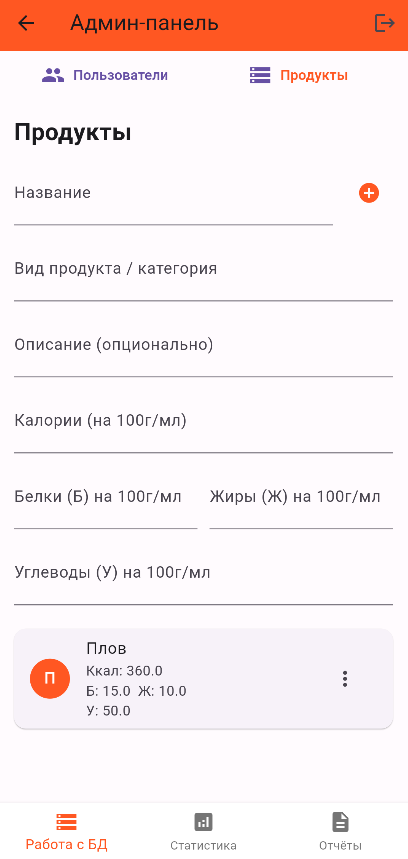 Админ-панель
Пользователи
Продукты
Продукты
Название
Вид продукта / категория
Описание (опционально)
Калории (на 100г/мл)
Белки (Б) на 100г/мл
Жиры (Ж) на 100г/мл
Углеводы (У) на 100г/мл
П
Плов
Ккал: 360.0
Б: 15.0 Ж: 10.0
У: 50.0
Работа с БД
Статистика
Отчёты